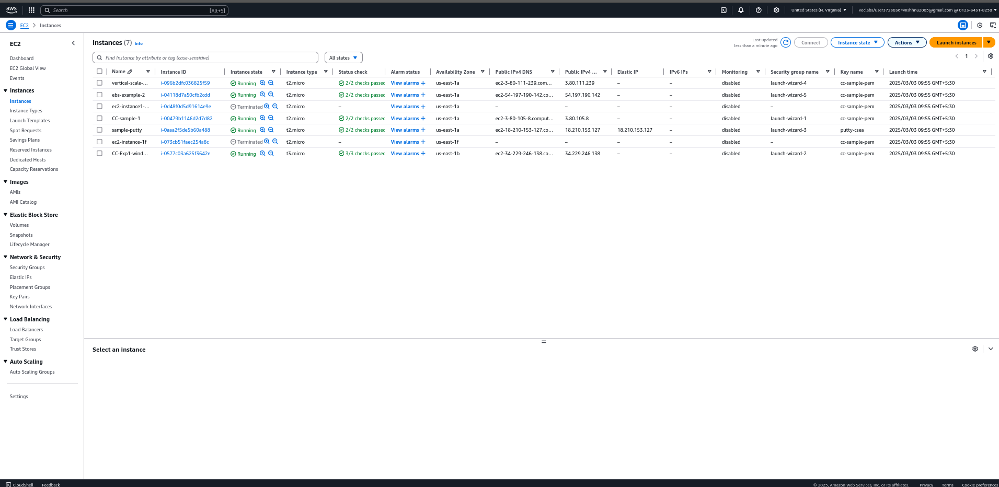 aws Search [Alt+S] United States (N. Virginia) voclabs/user3723836=viishhnu2005@gmail.com @ 0123-3431-8258
EC2 Instances
EC2
Dashboard
EC2 Global View
Events
Instances
Instances
Instance Types
Launch Templates
Spot Requests
Savings Plans
Reserved Instances
Dedicated Hosts
Capacity Reservations
Images
AMIs
AMI Catalog
Elastic Block Store
Volumes
Snapshots
Lifecycle Manager
Network & Security
Security Groups
Elastic IPs
Placement Groups
Key Pairs
Network Interfaces
Load Balancing
Load Balancers
Target Groups
Trust Stores
Auto Scaling
Auto Scaling Groups
Settings
Instances (7) Info
Last updated
less than a minute ago
Connect Instance state Actions Launch instances
Find Instance by attribute or tag (case-sensitive) All states 1
Name Instance ID Instance state Instance type Status check Alarm status Availability Zone Public IPv4 DNS Public IPv4 ... Elastic IP IPv6 IPs Monitoring Security group name Key name Launch time
vertical-scale-... i-096b2dfc036825f59 Running t2.micro 2/2 checks passed View alarms + us-east-1a ec2-3-80-111-239.com... 3.80.111.239 – – disabled launch-wizard-4 cc-sample-pem 2025/03/03 09:55 GMT+5:30
ebs-example-2 i-04118d7a50cfb2cdd Running t2.micro 2/2 checks passed View alarms + us-east-1a ec2-54-197-190-142.co... 54.197.190.142 – – disabled launch-wizard-5 cc-sample-pem 2025/03/03 09:55 GMT+5:30
ec2-instance1-... i-0d48f0d5d91614e9e Terminated t2.micro – View alarms + us-east-1a – – – – disabled – cc-sample-pem 2025/03/03 09:55 GMT+5:30
CC-sample-1 i-00479b1146d2d7d82 Running t2.micro 2/2 checks passed View alarms + us-east-1a ec2-3-80-105-8.comput... 3.80.105.8 – – disabled launch-wizard-1 cc-sample-pem 2025/03/03 09:55 GMT+5:30
sample-putty i-0aaa2f5de5b60a488 Running t2.micro 2/2 checks passed View alarms + us-east-1a ec2-18-210-153-127.co... 18.210.153.127 18.210.153.127 – disabled launch-wizard-3 putty-csea 2025/03/03 09:55 GMT+5:30
ec2-instance-1f i-073cb51faec254a8c Terminated t2.micro – View alarms + us-east-1f – – – – disabled – cc-sample-pem 2025/03/03 09:55 GMT+5:30
CC-Exp1-wind... i-0577c03a625f3642e Running t3.micro 3/3 checks passed View alarms + us-east-1b ec2-34-229-246-138.co... 34.229.246.138 – – disabled launch-wizard-2 cc-sample-pem 2025/03/03 09:55 GMT+5:30
Select an instance
CloudShell Feedback © 2025, Amazon Web Services, Inc. or its affiliates. Privacy Terms Cookie preferences